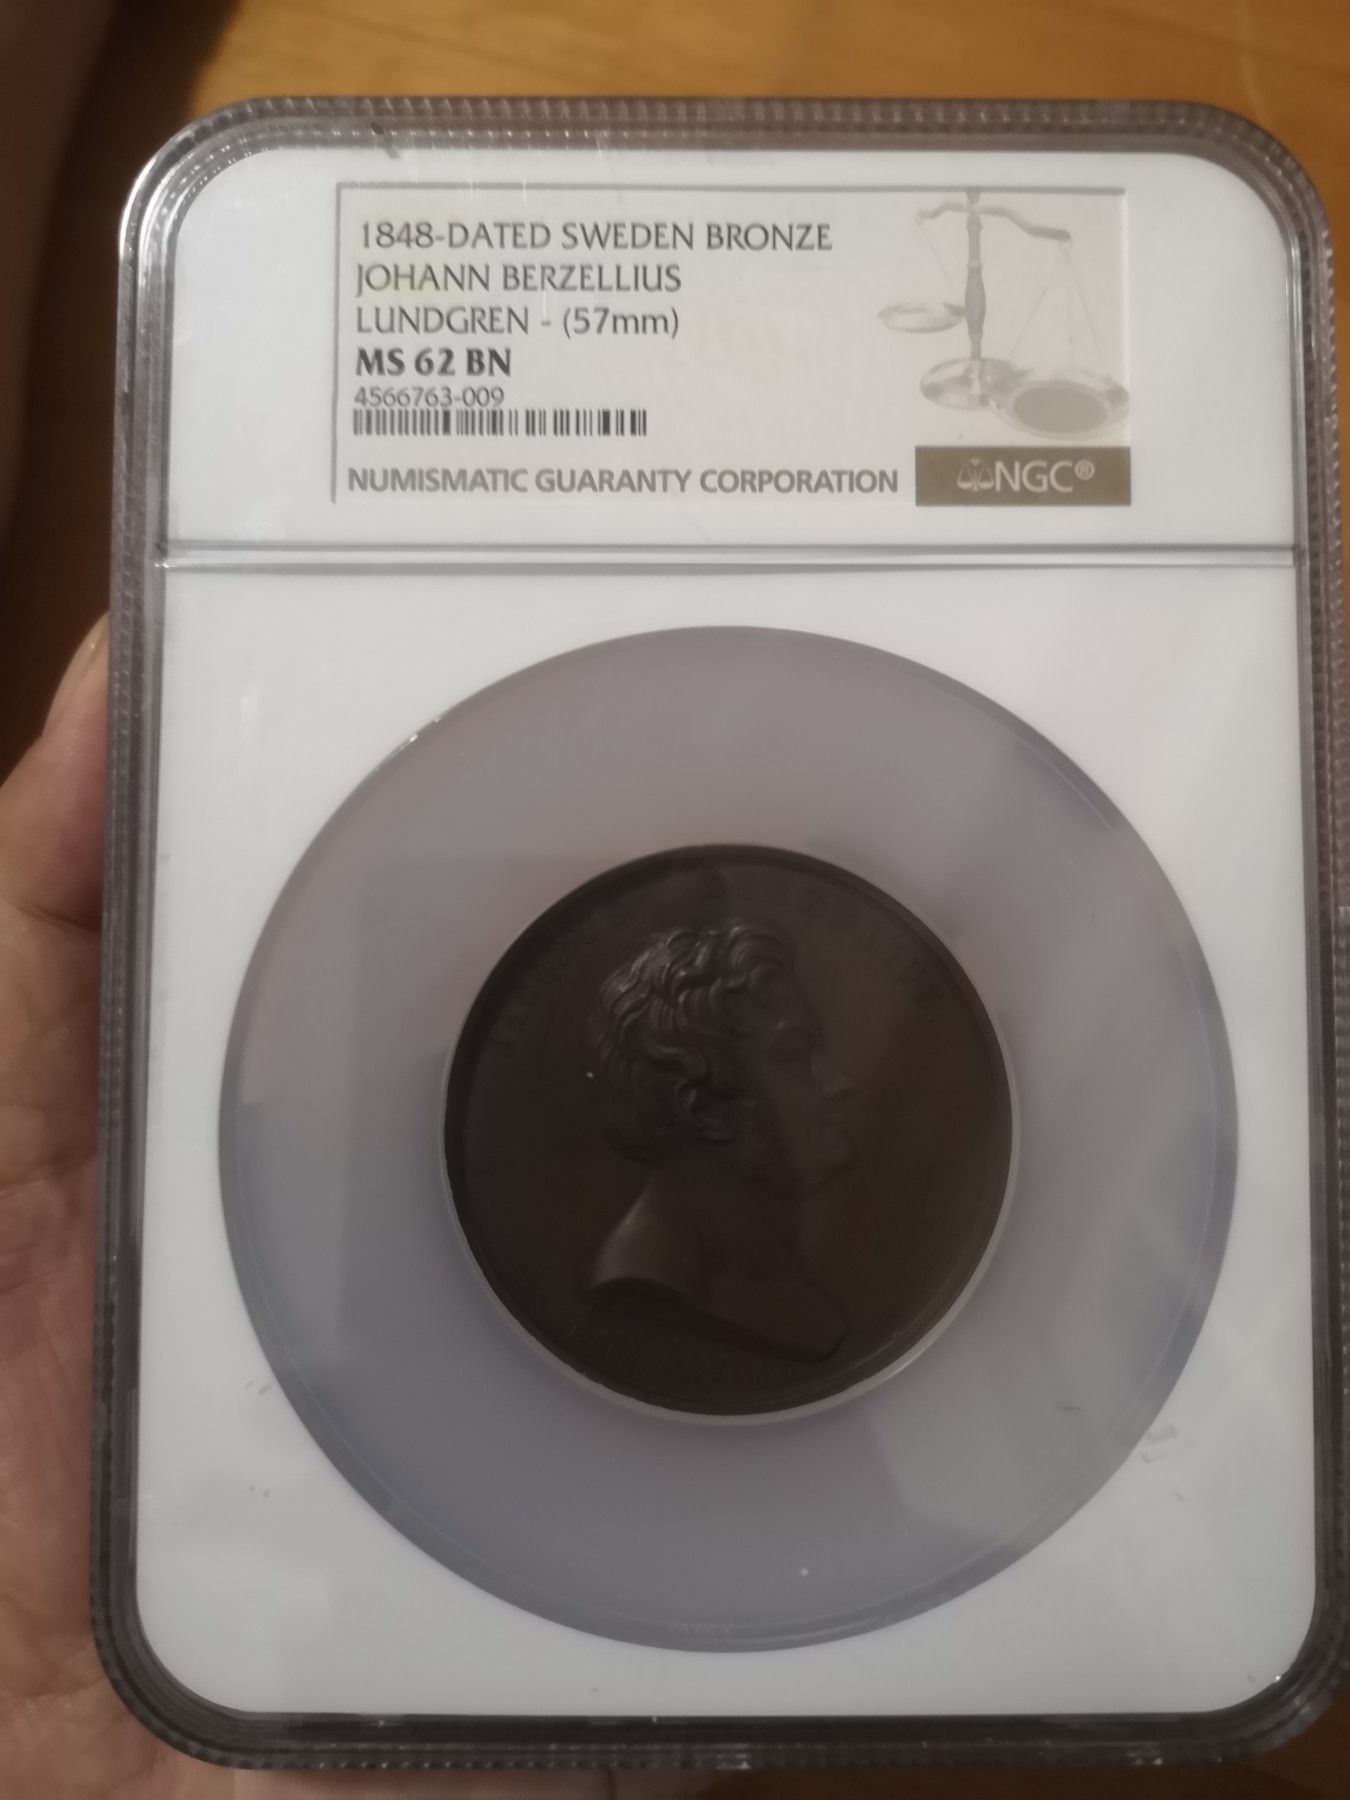 1848-DATED SWEDEN BRONZE
JOHANN BERZELLIUS
LUNDGREN - (57mm)
MS 62 BN
4566763-009
NUMISMATIC GUARANTY CORPORATION
NGC®